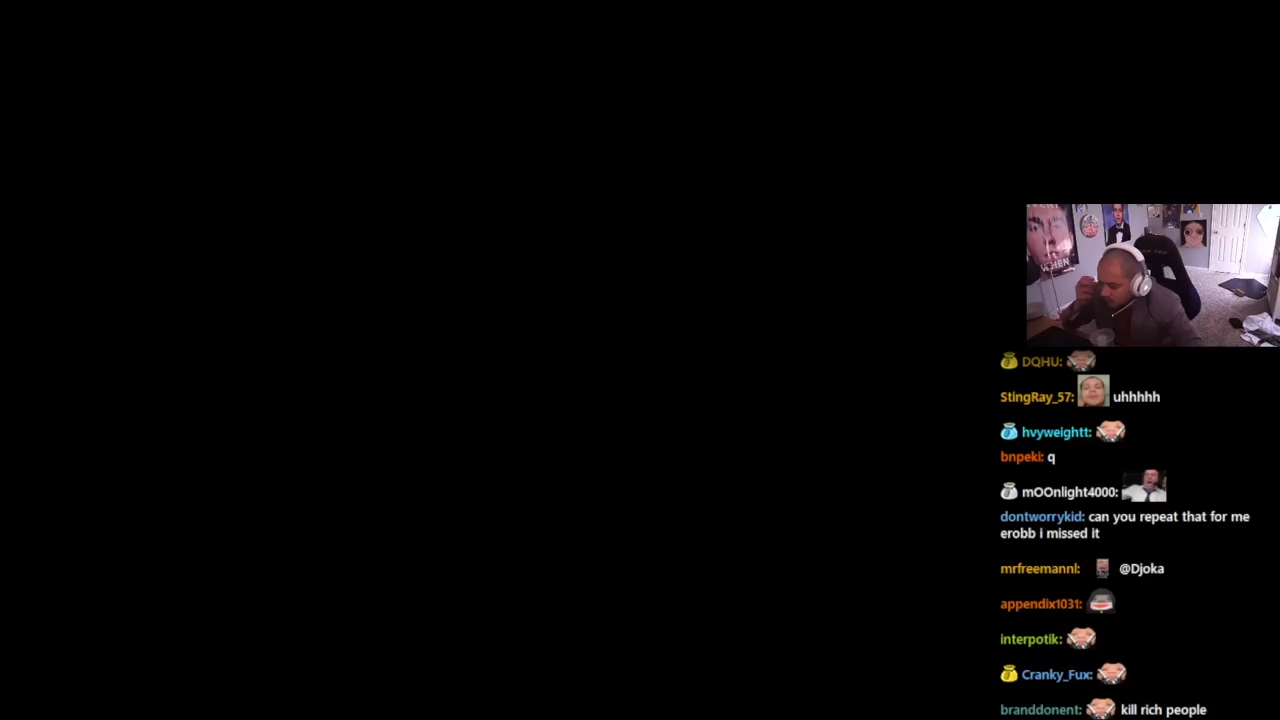 WHEN
DQHU:
StingRay_57: uhhhhh
hvyweightt:
bnpeki: q
mOOnlight4000:
dontworrykid: can you repeat that for me
erobb i missed it
mrfreemannl: @Djoka
appendix1031:
interpotik:
Cranky_Fux:
branddonent: kill rich people